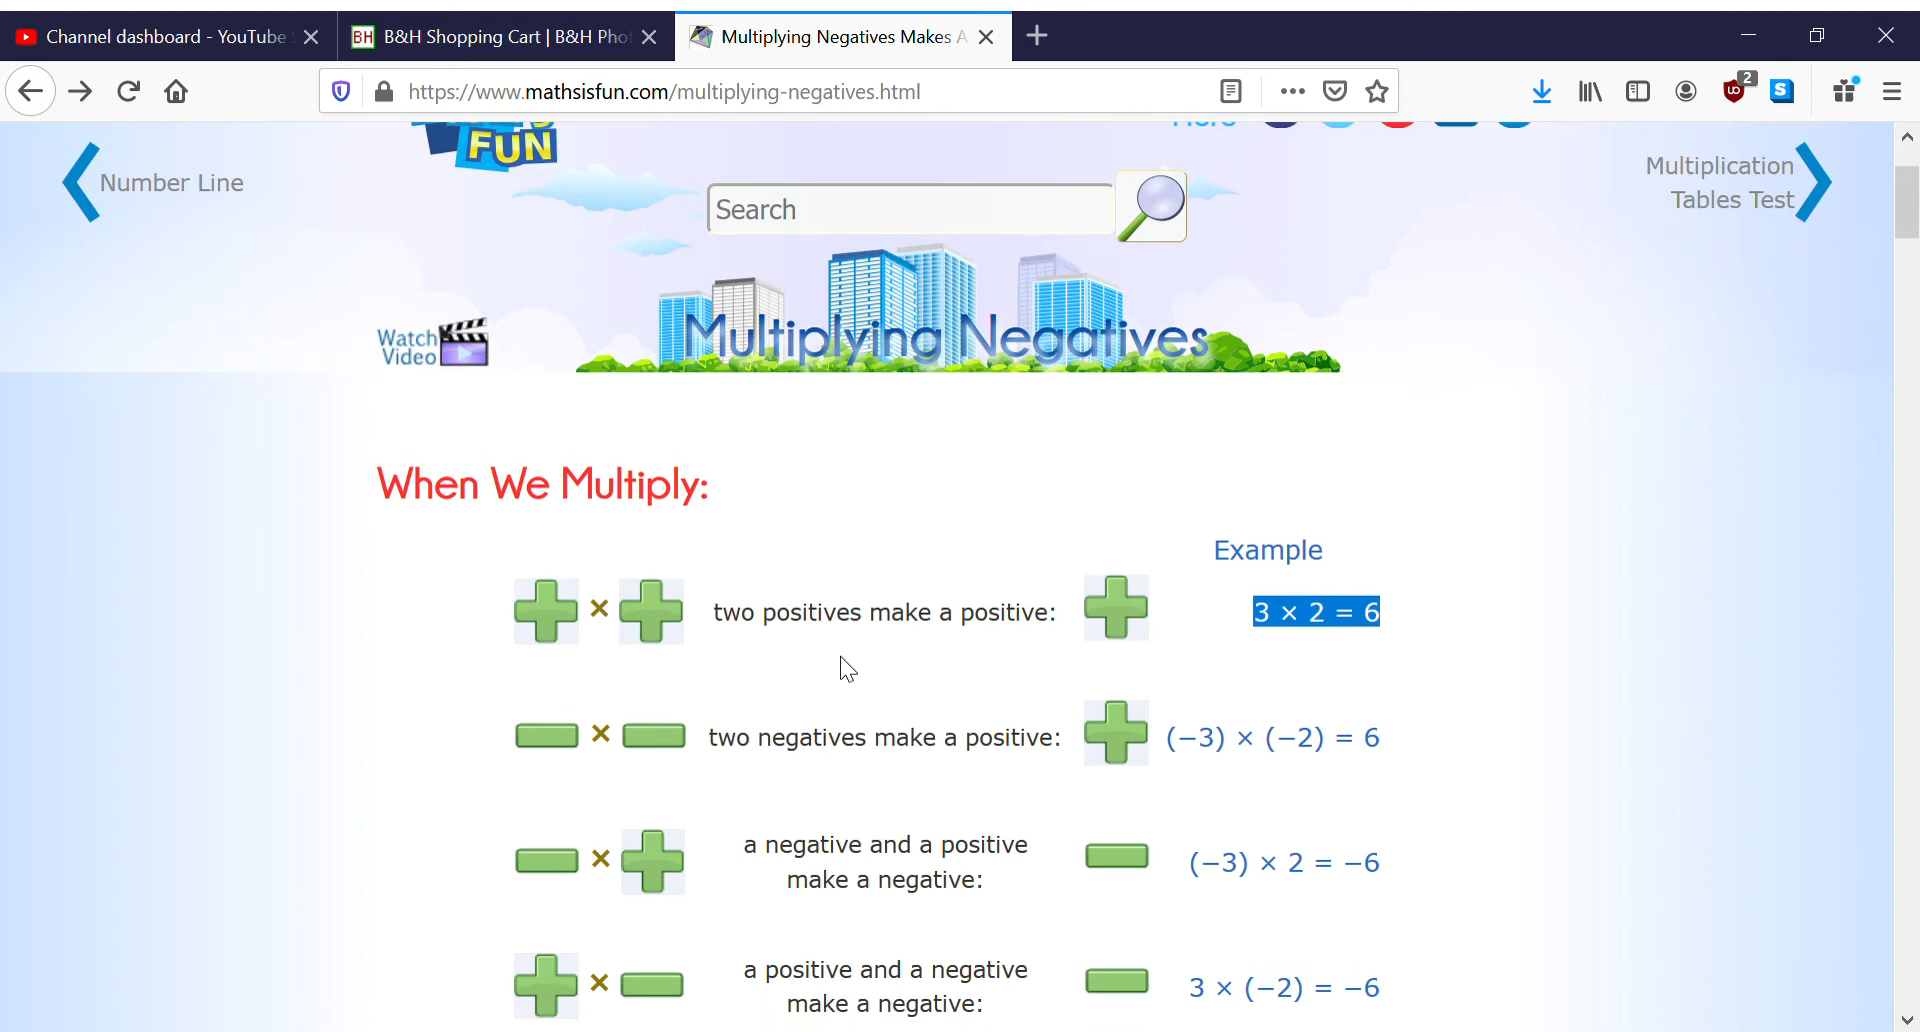 Channel dashboard - YouTube
B&H Shopping Cart | B&H Pho
Multiplying Negatives Makes A
https://www.mathsisfun.com/multiplying-negatives.html
2
S
FUN
Number Line
Multiplication
Tables Test
Search
Watch
Video
Multiplying Negatives
When We Multiply:
Example
+ × + two positives make a positive: + 3 × 2 = 6
− × − two negatives make a positive: + (−3) × (−2) = 6
− × + a negative and a positive
make a negative: − (−3) × 2 = −6
+ × − a positive and a negative
make a negative: − 3 × (−2) = −6